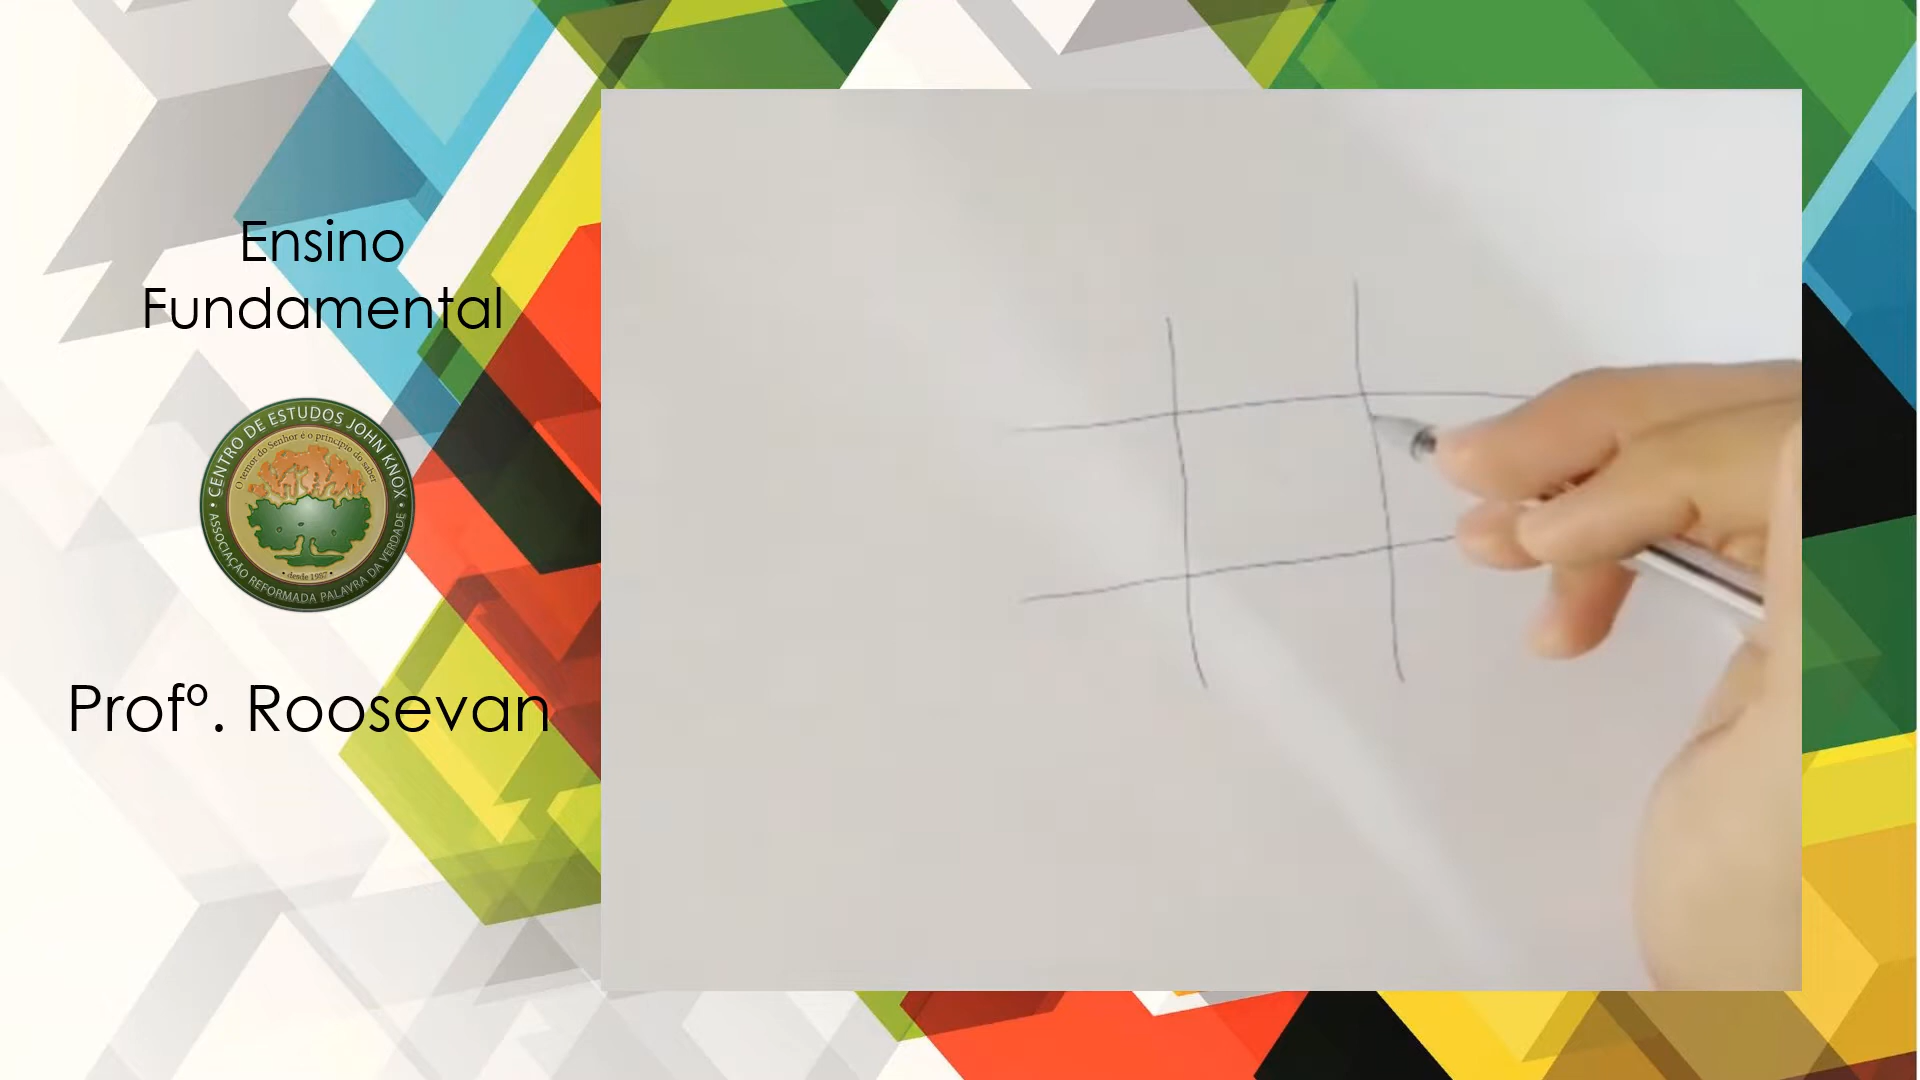 Ensino
Fundamental
• CENTRO DE ESTUDOS JOHN KNOX •
O temor do Senhor é o princípio do saber
• desde 1987 •
ASSOCIAÇÃO REFORMADA PALAVRA DA VERDADE
Profº. Roosevan